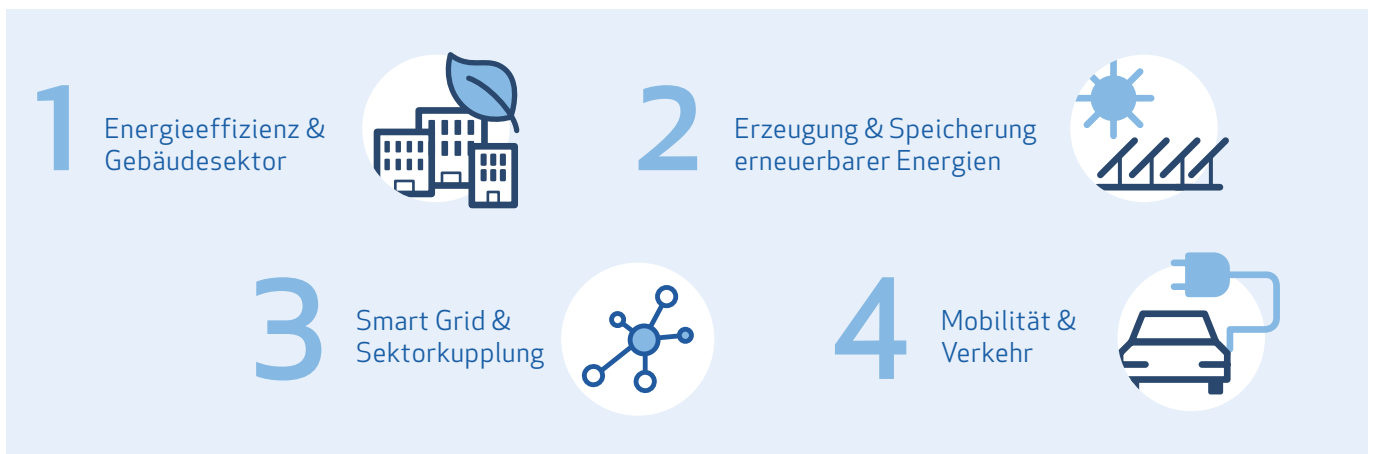 1
Energieeffizienz &
Gebäudesektor
2
Erzeugung & Speicherung
erneuerbarer Energien
3
Smart Grid &
Sektorkupplung
4
Mobilität &
Verkehr